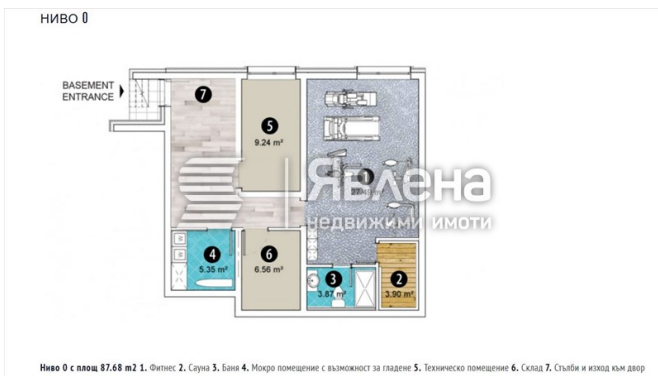 НИВО 0
BASEMENT
ENTRANCE
7
5
9.24 m²
1
Явлена
недвижими имоти
4
5.35 m²
6
6.56 m²
3
3.87 m²
2
3.90 m²
Ниво 0 с площ 87.68 m2 1. Фитнес 2. Сауна 3. Баня 4. Мокро помещение с възможност за гладене 5. Техническо помещение 6. Склад 7. Стълби и изход към двор